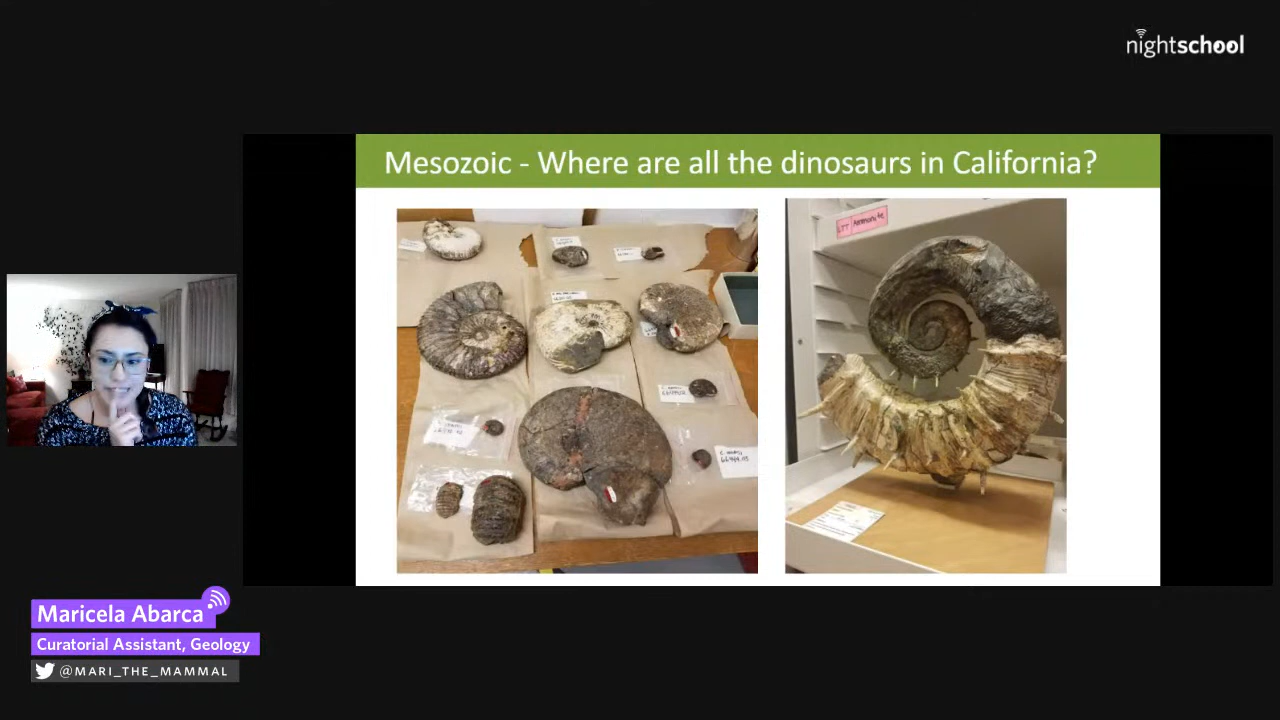 nightschool
Mesozoic - Where are all the dinosaurs in California?
Maricela Abarca
Curatorial Assistant, Geology
@MARI_THE_MAMMAL